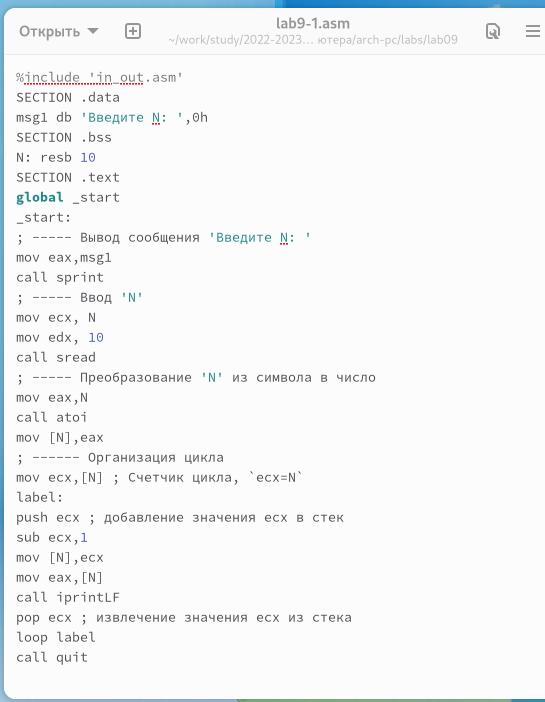 Открыть
lab9-1.asm
~/work/study/2022-2023... ютера/arch-pc/labs/lab09
%include 'in_out.asm'
SECTION .data
msg1 db 'Введите N: ',0h
SECTION .bss
N: resb 10
SECTION .text
global _start
_start:
; ----- Вывод сообщения 'Введите N: '
mov eax,msg1
call sprint
; ----- Ввод 'N'
mov ecx, N
mov edx, 10
call sread
; ----- Преобразование 'N' из символа в число
mov eax,N
call atoi
mov [N],eax
; ------ Организация цикла
mov ecx,[N] ; Счетчик цикла, `ecx=N`
label:
push ecx ; добавление значения ecx в стек
sub ecx,1
mov [N],ecx
mov eax,[N]
call iprintLF
pop ecx ; извлечение значения ecx из стека
loop label
call quit